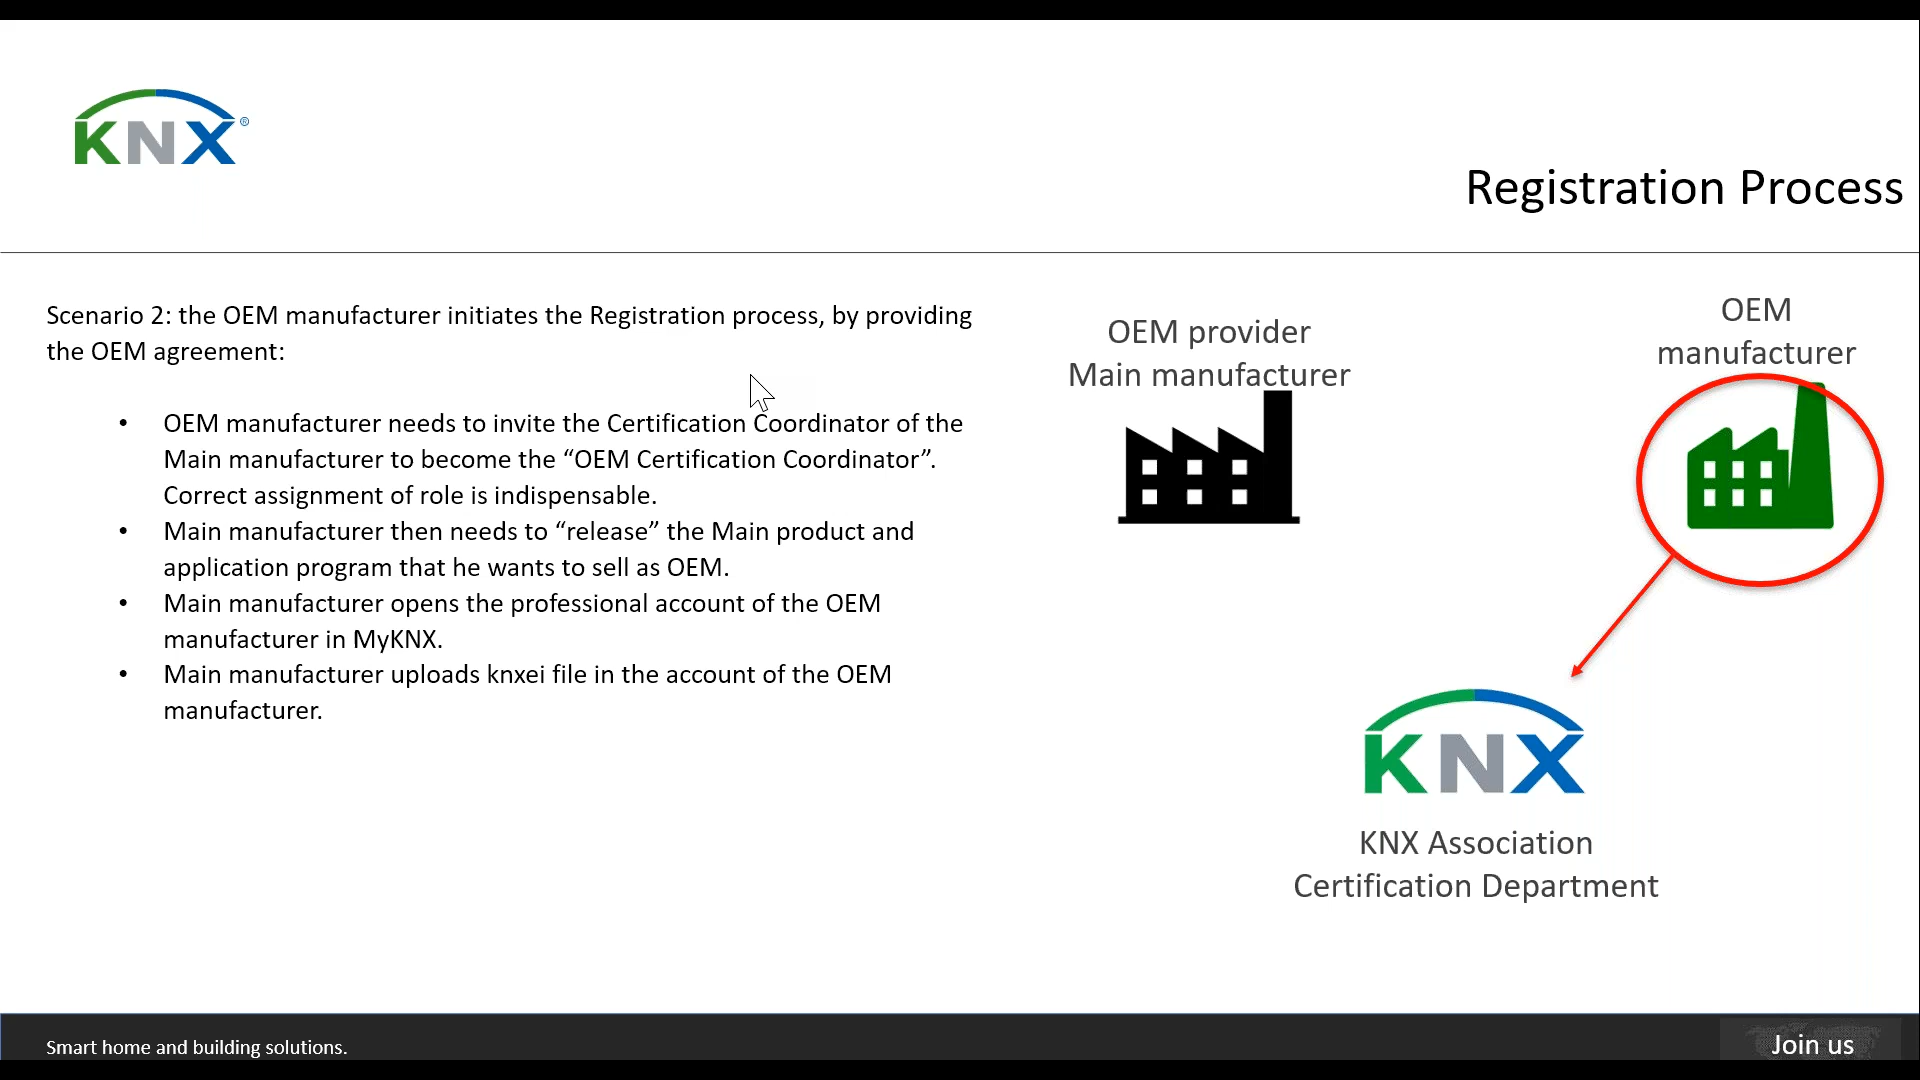 KNX®
Registration Process
Scenario 2: the OEM manufacturer initiates the Registration process, by providing
the OEM agreement:
• OEM manufacturer needs to invite the Certification Coordinator of the
Main manufacturer to become the “OEM Certification Coordinator”.
Correct assignment of role is indispensable.
• Main manufacturer then needs to “release” the Main product and
application program that he wants to sell as OEM.
• Main manufacturer opens the professional account of the OEM
manufacturer in MyKNX.
• Main manufacturer uploads knxei file in the account of the OEM
manufacturer.
OEM provider
Main manufacturer
OEM
manufacturer
KNX
KNX Association
Certification Department
Smart home and building solutions.
Join us